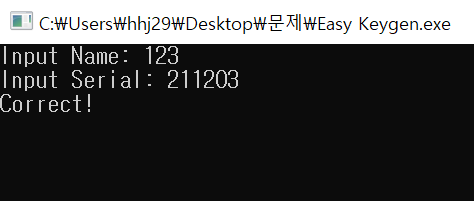 C:₩Users₩hhj29₩Desktop₩문제₩Easy Keygen.exe
Input Name: 123
Input Serial: 211203
Correct!